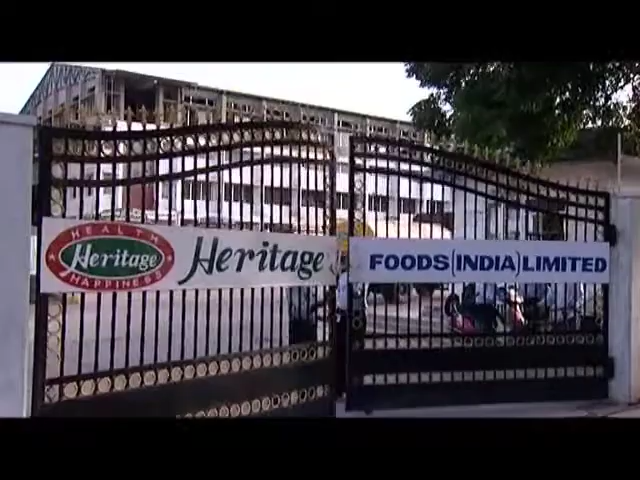 HEALTH
Heritage
HAPPINESS
Heritage
FOODS (INDIA) LIMITED